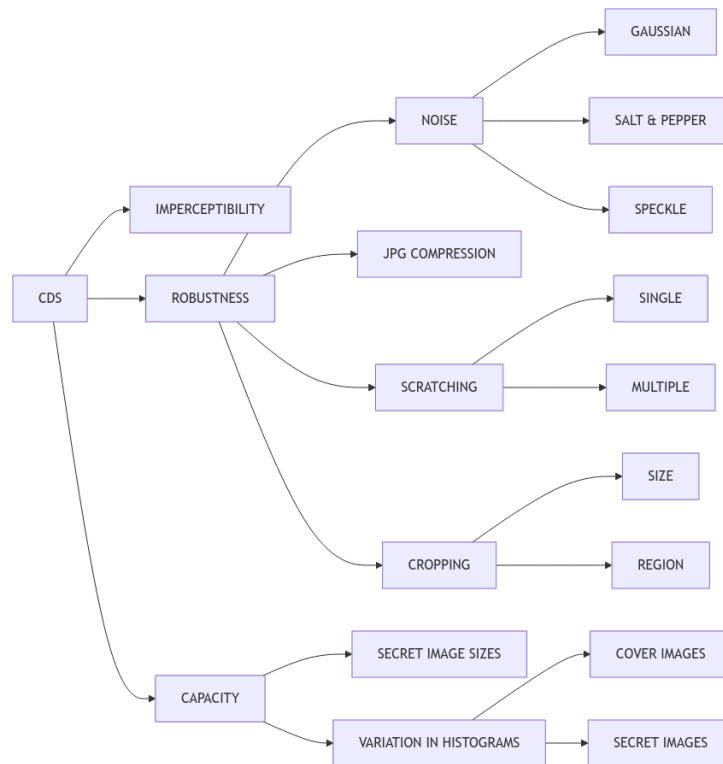 GAUSSIAN
NOISE
SALT & PEPPER
IMPERCEPTIBILITY
SPECKLE
JPG COMPRESSION
CDS
ROBUSTNESS
SINGLE
SCRATCHING
MULTIPLE
SIZE
CROPPING
REGION
SECRET IMAGE SIZES
COVER IMAGES
CAPACITY
VARIATION IN HISTOGRAMS
SECRET IMAGES